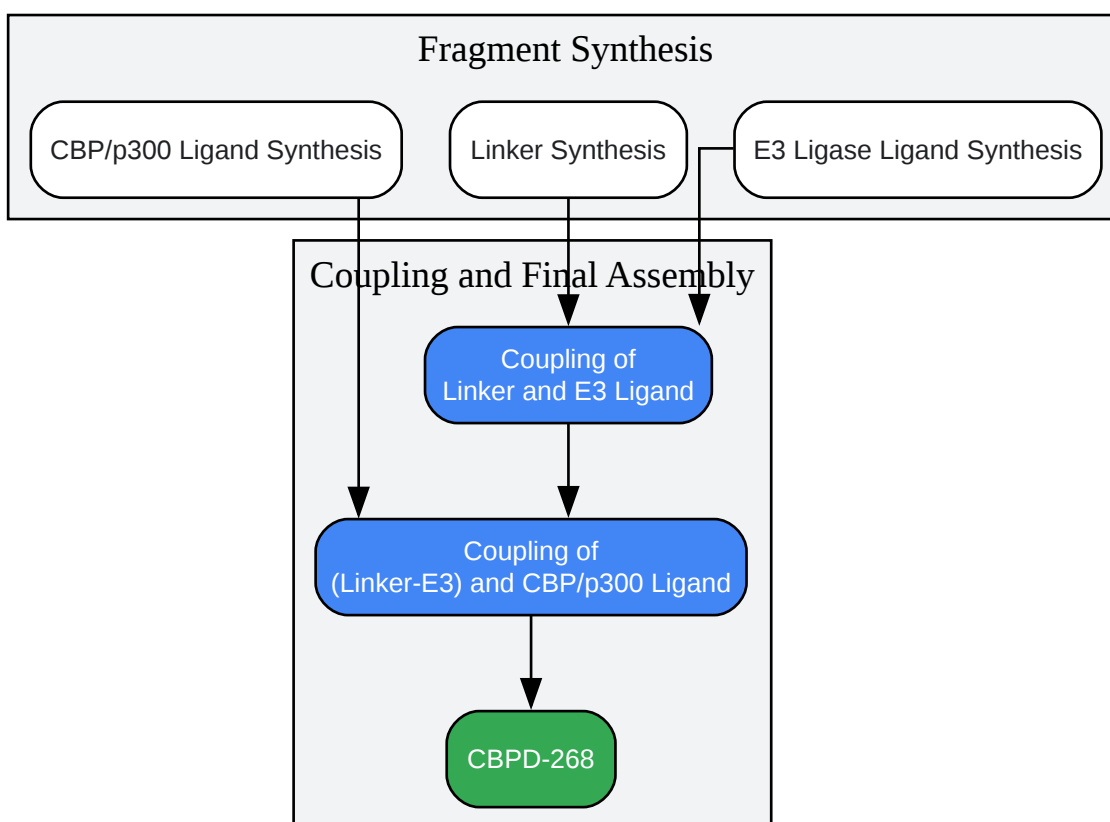 Fragment Synthesis
CBP/p300 Ligand Synthesis
Linker Synthesis
E3 Ligase Ligand Synthesis
Coupling and Final Assembly
Coupling of
Linker and E3 Ligand
Coupling of
(Linker-E3) and CBP/p300 Ligand
CBPD-268